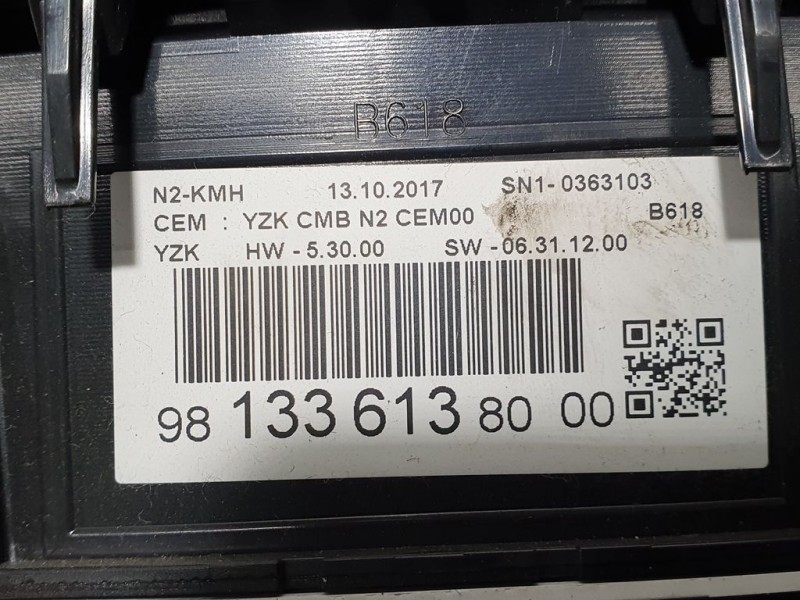 B618
N2-KMH 13.10.2017 SN1-0363103
CEM : YZK CMB N2 CEM00 B618
YZK HW - 5.30.00 SW -06.31.12.00
98 133 613 80 00